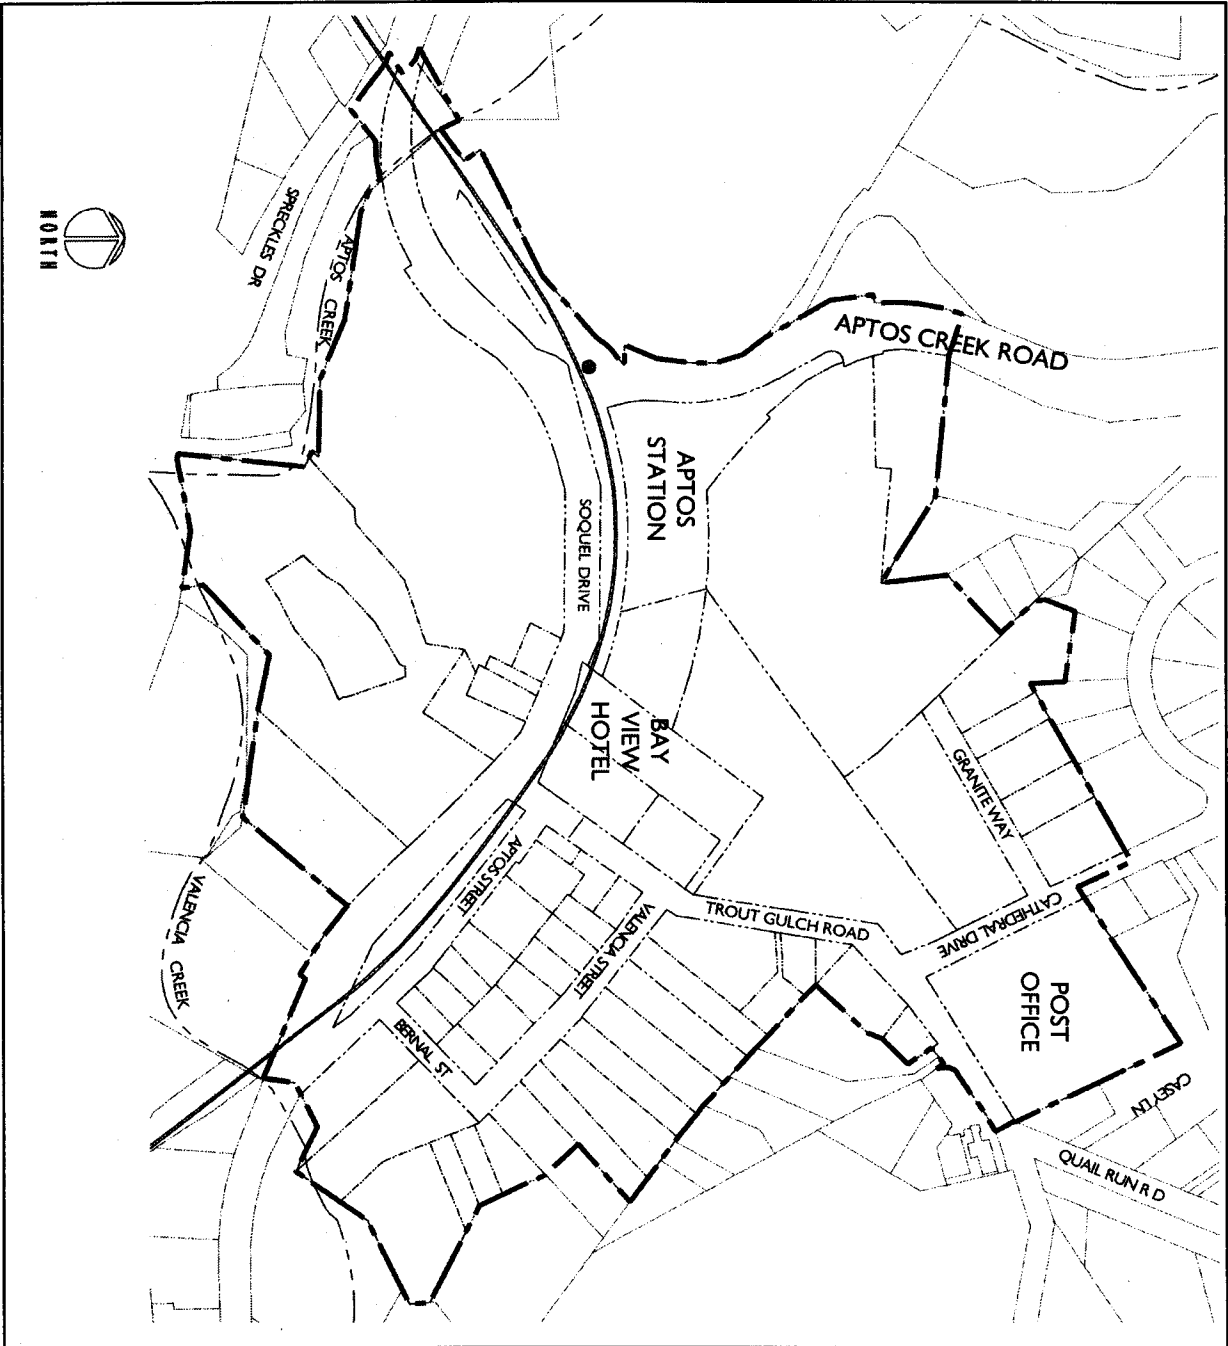 APTOS CREEK ROAD
APTOS
STATION
SOQUEL DRIVE
BAY
VIEW
HOTEL
GRANITE WAY
CATHEDRAL DRIVE
POST
OFFICE
CASEY LN
QUAIL RUN R D
TROUT GULCH ROAD
VALENCIA STREET
APTOS STREET
BERNAL ST
SPRECKLES DR
APTOS CREEK
VALENCIA CREEK
NORTH